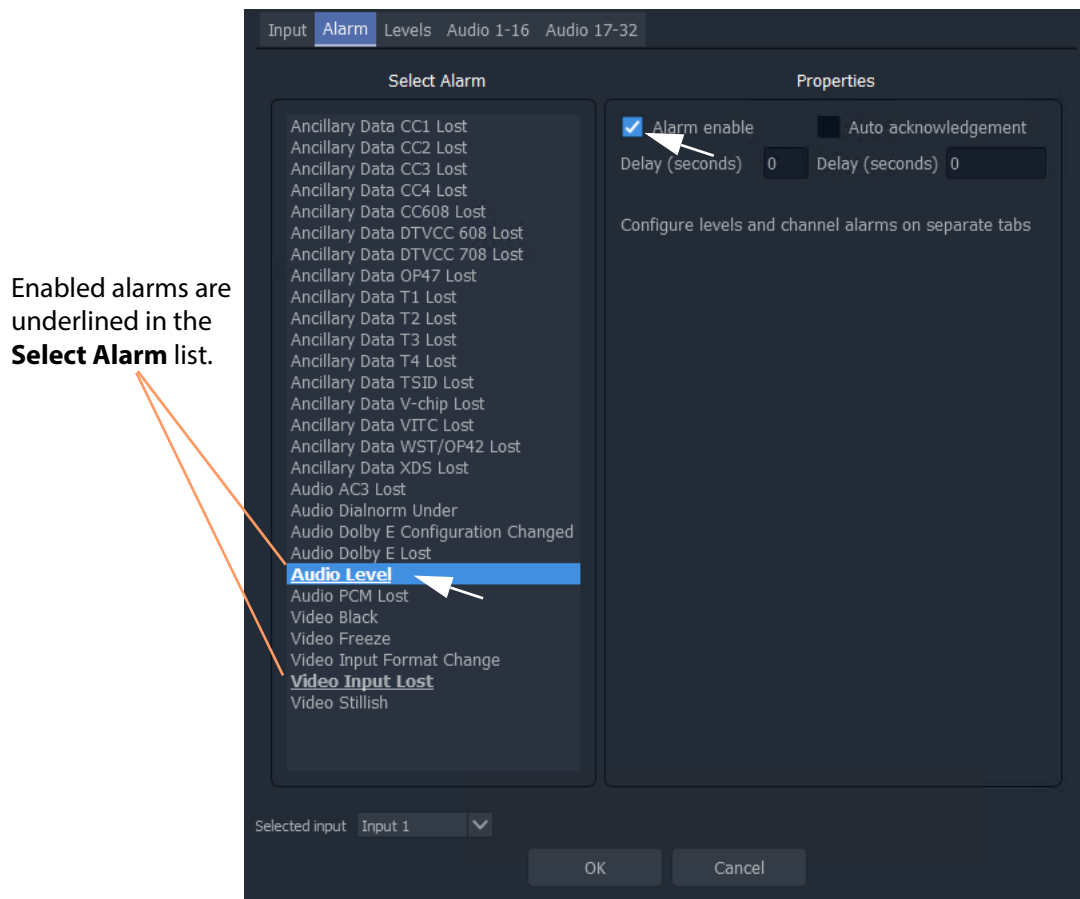 Input Alarm Levels Audio 1-16 Audio 17-32
Select Alarm
Ancillary Data CC1 Lost
Ancillary Data CC2 Lost
Ancillary Data CC3 Lost
Ancillary Data CC4 Lost
Ancillary Data CC608 Lost
Ancillary Data DTVCC 608 Lost
Ancillary Data DTVCC 708 Lost
Ancillary Data OP47 Lost
Ancillary Data T1 Lost
Ancillary Data T2 Lost
Ancillary Data T3 Lost
Ancillary Data T4 Lost
Ancillary Data TSID Lost
Ancillary Data V-chip Lost
Ancillary Data VITC Lost
Ancillary Data WST/OP42 Lost
Ancillary Data XDS Lost
Audio AC3 Lost
Audio Dialnorm Under
Audio Dolby E Configuration Changed
Audio Dolby E Lost
Audio Level
Audio PCM Lost
Video Black
Video Freeze
Video Input Format Change
Video Input Lost
Video Stillish
Properties
Alarm enable Auto acknowledgement
Delay (seconds) 0 Delay (seconds) 0
Configure levels and channel alarms on separate tabs
Enabled alarms are
underlined in the
Select Alarm list.
Selected input Input 1
OK Cancel